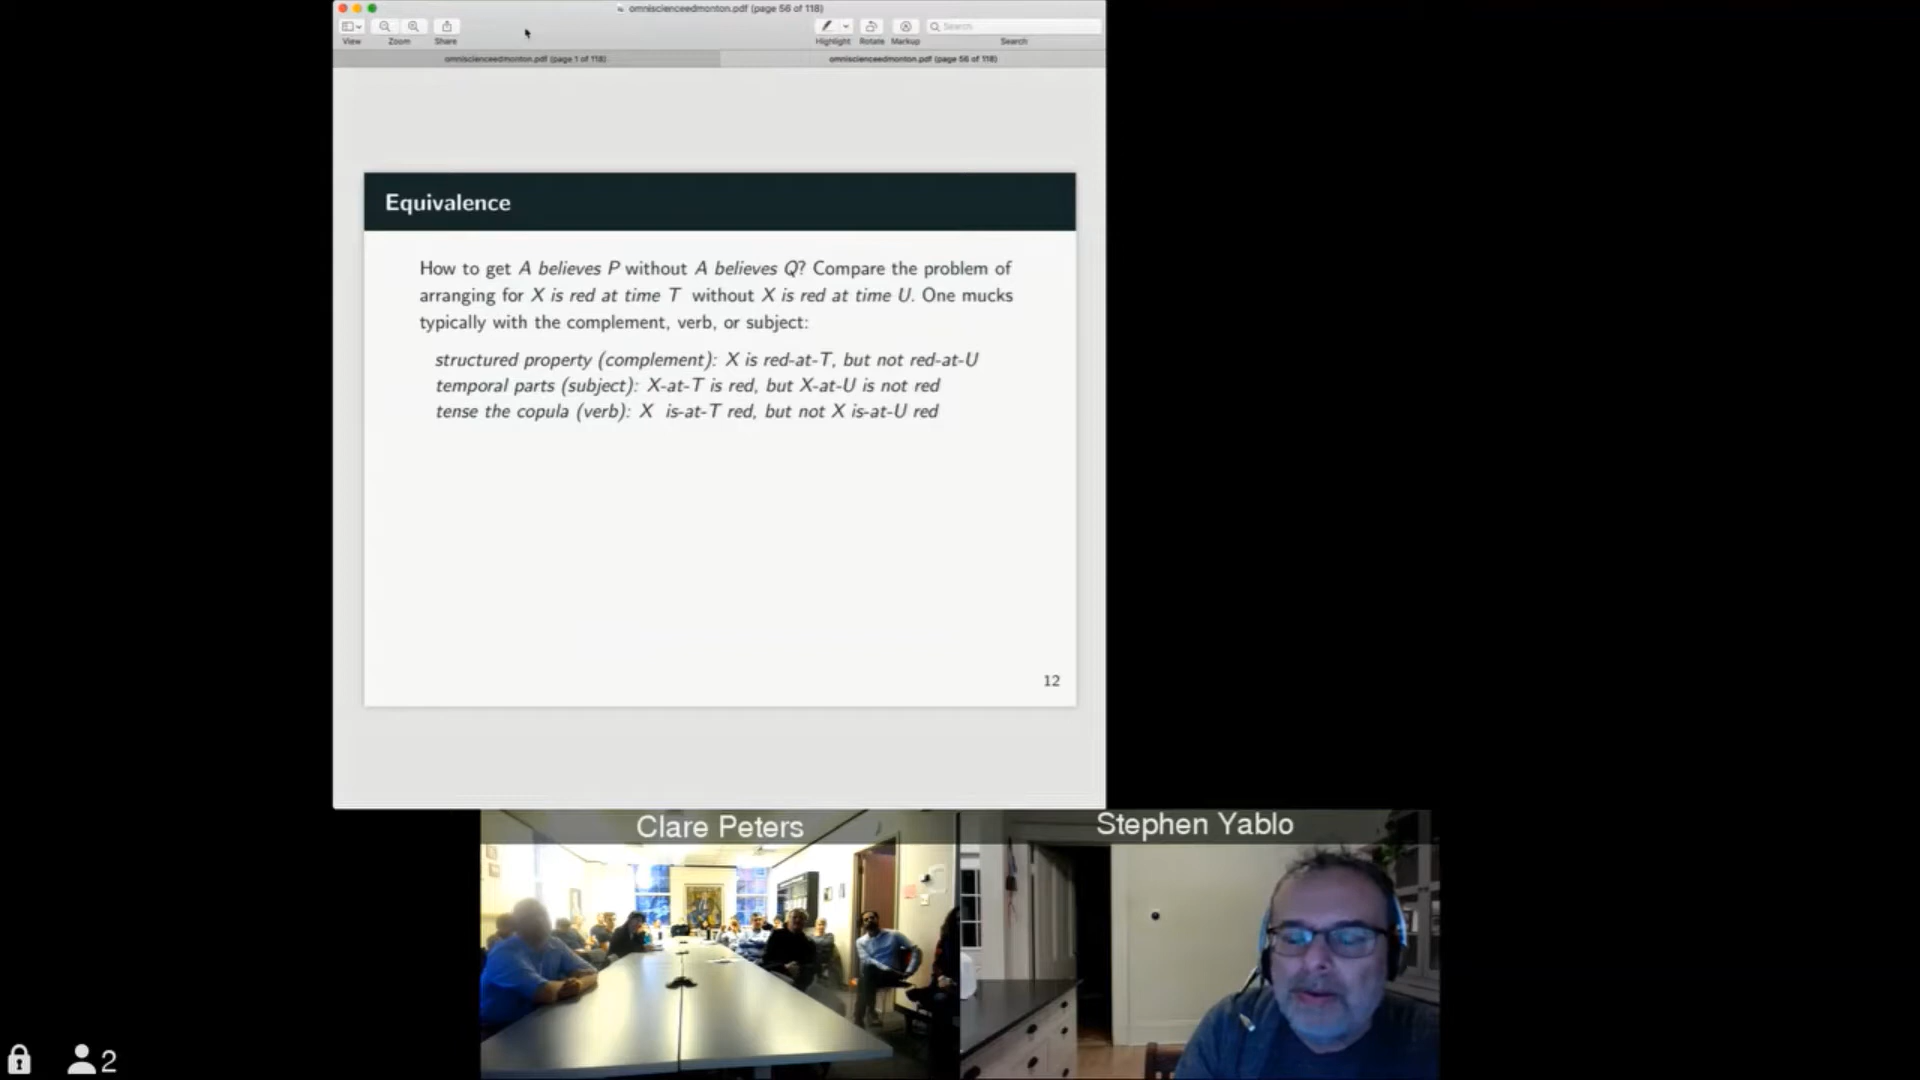 omniscienceedmonton.pdf (page 56 of 118)
View Zoom Share Highlight Rotate Markup Search
Search
omniscienceedmonton.pdf (page 1 of 118) omniscienceedmonton.pdf (page 56 of 118)
Equivalence
How to get A believes P without A believes Q? Compare the problem of
arranging for X is red at time T without X is red at time U. One mucks
typically with the complement, verb, or subject:
structured property (complement): X is red-at-T, but not red-at-U
temporal parts (subject): X-at-T is red, but X-at-U is not red
tense the copula (verb): X is-at-T red, but not X is-at-U red
12
Clare Peters
Stephen Yablo
2